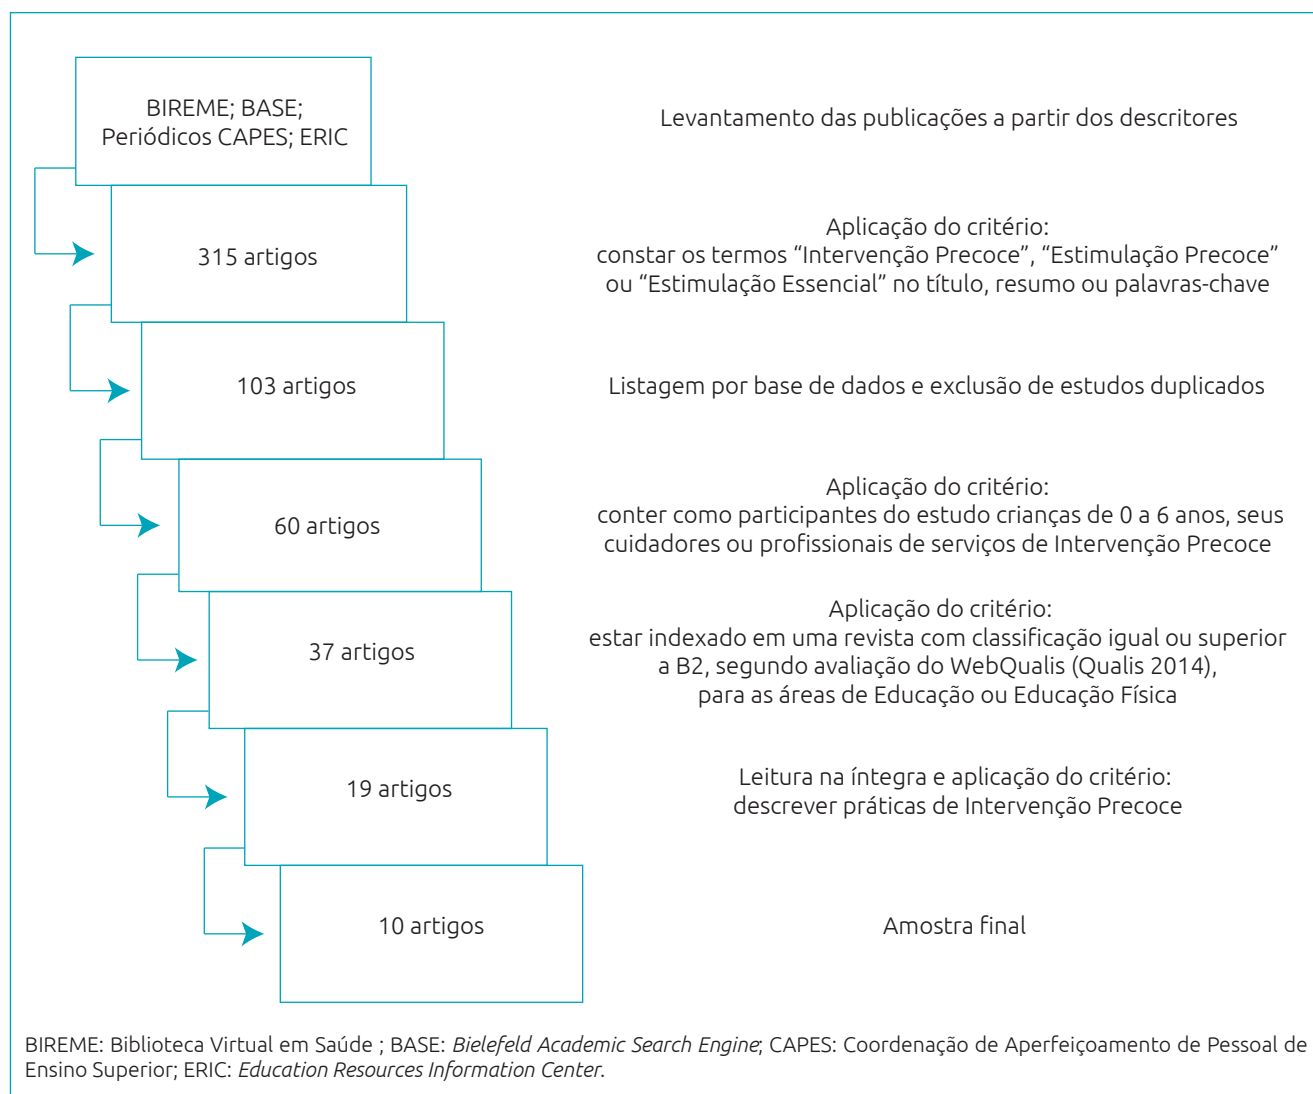 BIREME; BASE;
Periódicos CAPES; ERIC
Levantamento das publicações a partir dos descritores
315 artigos
Aplicação do critério:
constar os termos “Intervenção Precoce”, “Estimulação Precoce”
ou “Estimulação Essencial” no título, resumo ou palavras-chave
103 artigos
Listagem por base de dados e exclusão de estudos duplicados
60 artigos
Aplicação do critério:
conter como participantes do estudo crianças de 0 a 6 anos, seus
cuidadores ou profissionais de serviços de Intervenção Precoce
37 artigos
Aplicação do critério:
estar indexado em uma revista com classificação igual ou superior
a B2, segundo avaliação do WebQualis (Qualis 2014),
para as áreas de Educação ou Educação Física
19 artigos
Leitura na íntegra e aplicação do critério:
descrever práticas de Intervenção Precoce
10 artigos
Amostra final
BIREME: Biblioteca Virtual em Saúde ; BASE: Bielefeld Academic Search Engine; CAPES: Coordenação de Aperfeiçoamento de Pessoal de
Ensino Superior; ERIC: Education Resources Information Center.